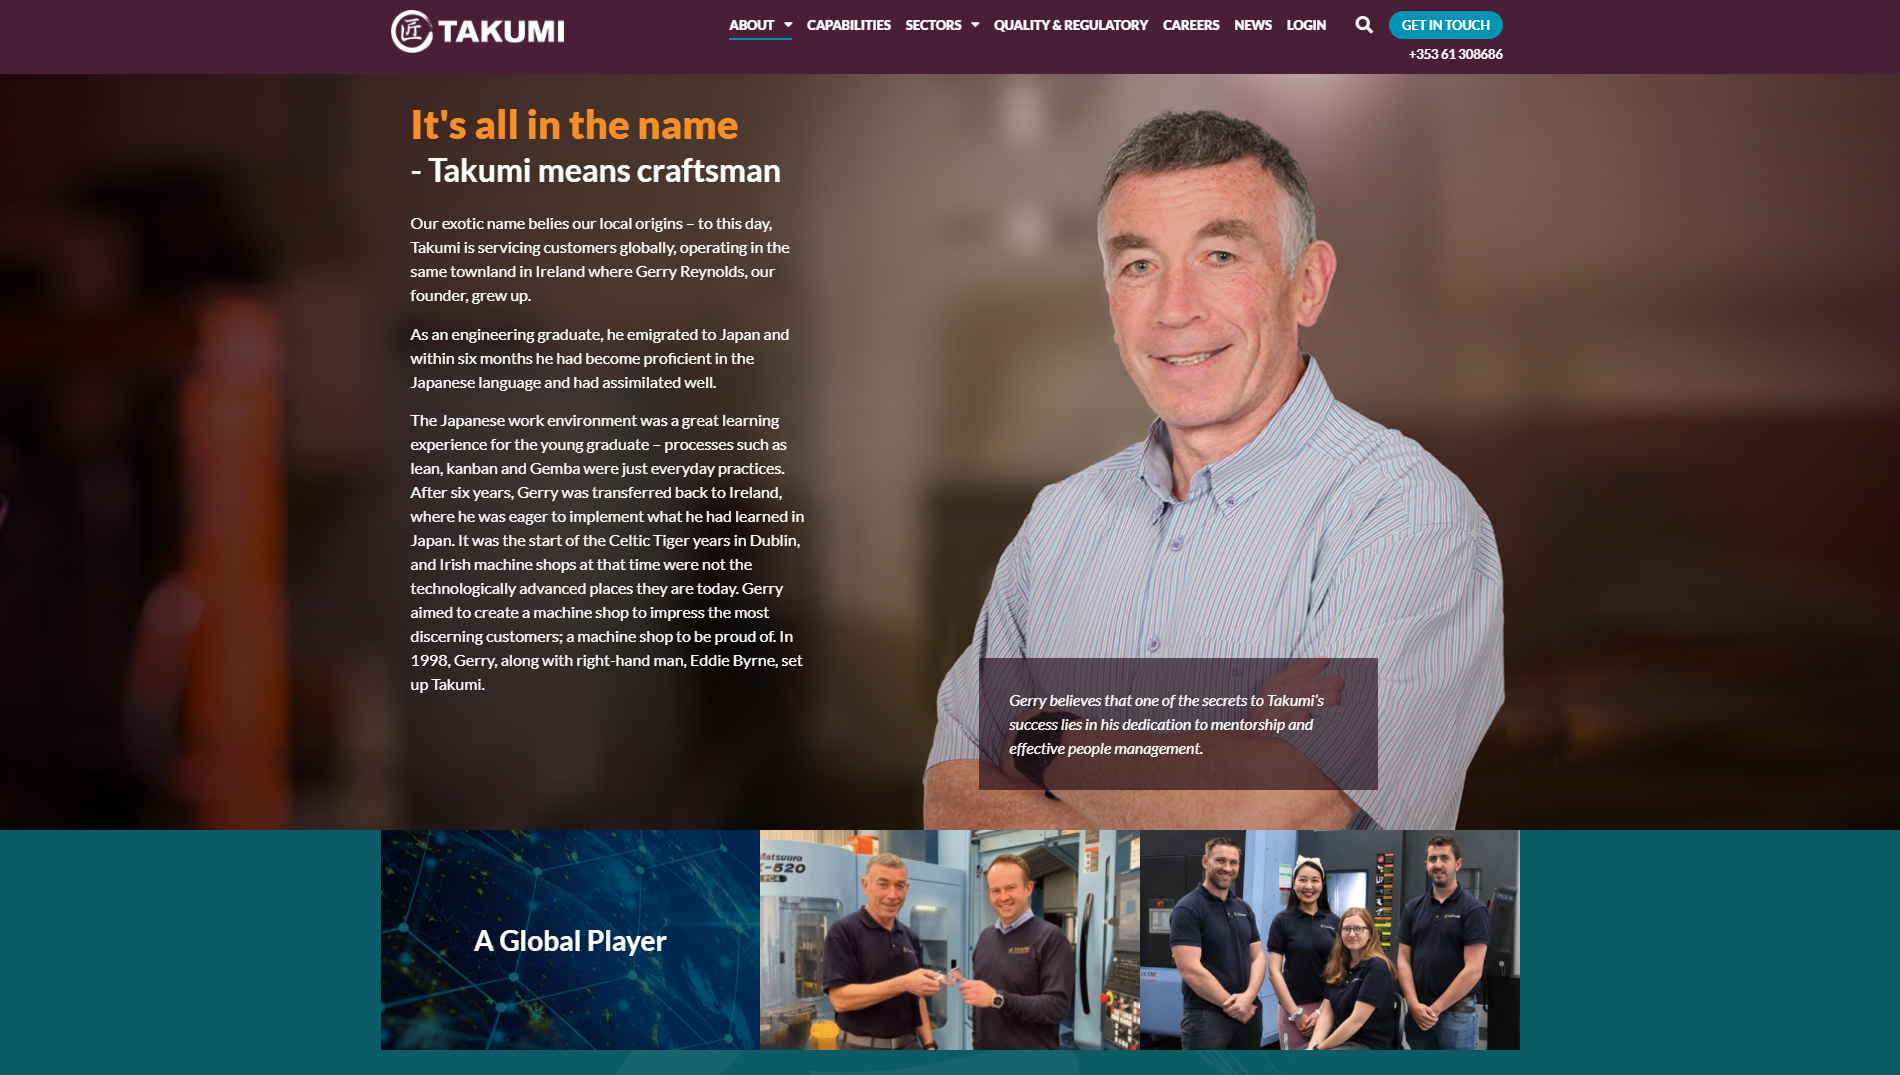 匠 TAKUMI
ABOUT CAPABILITIES SECTORS QUALITY & REGULATORY CAREERS NEWS LOGIN GET IN TOUCH
+353 61 308686
It's all in the name
- Takumi means craftsman
Our exotic name belies our local origins – to this day,
Takumi is servicing customers globally, operating in the
same townland in Ireland where Gerry Reynolds, our
founder, grew up.
As an engineering graduate, he emigrated to Japan and
within six months he had become proficient in the
Japanese language and had assimilated well.
The Japanese work environment was a great learning
experience for the young graduate – processes such as
lean, kanban and Gemba were just everyday practices.
After six years, Gerry was transferred back to Ireland,
where he was eager to implement what he had learned in
Japan. It was the start of the Celtic Tiger years in Dublin,
and Irish machine shops at that time were not the
technologically advanced places they are today. Gerry
aimed to create a machine shop to impress the most
discerning customers; a machine shop to be proud of. In
1998, Gerry, along with right-hand man, Eddie Byrne, set
up Takumi.
Gerry believes that one of the secrets to Takumi's
success lies in his dedication to mentorship and
effective people management.
A Global Player
Matsuura
X-520
PC4
TAKUMI